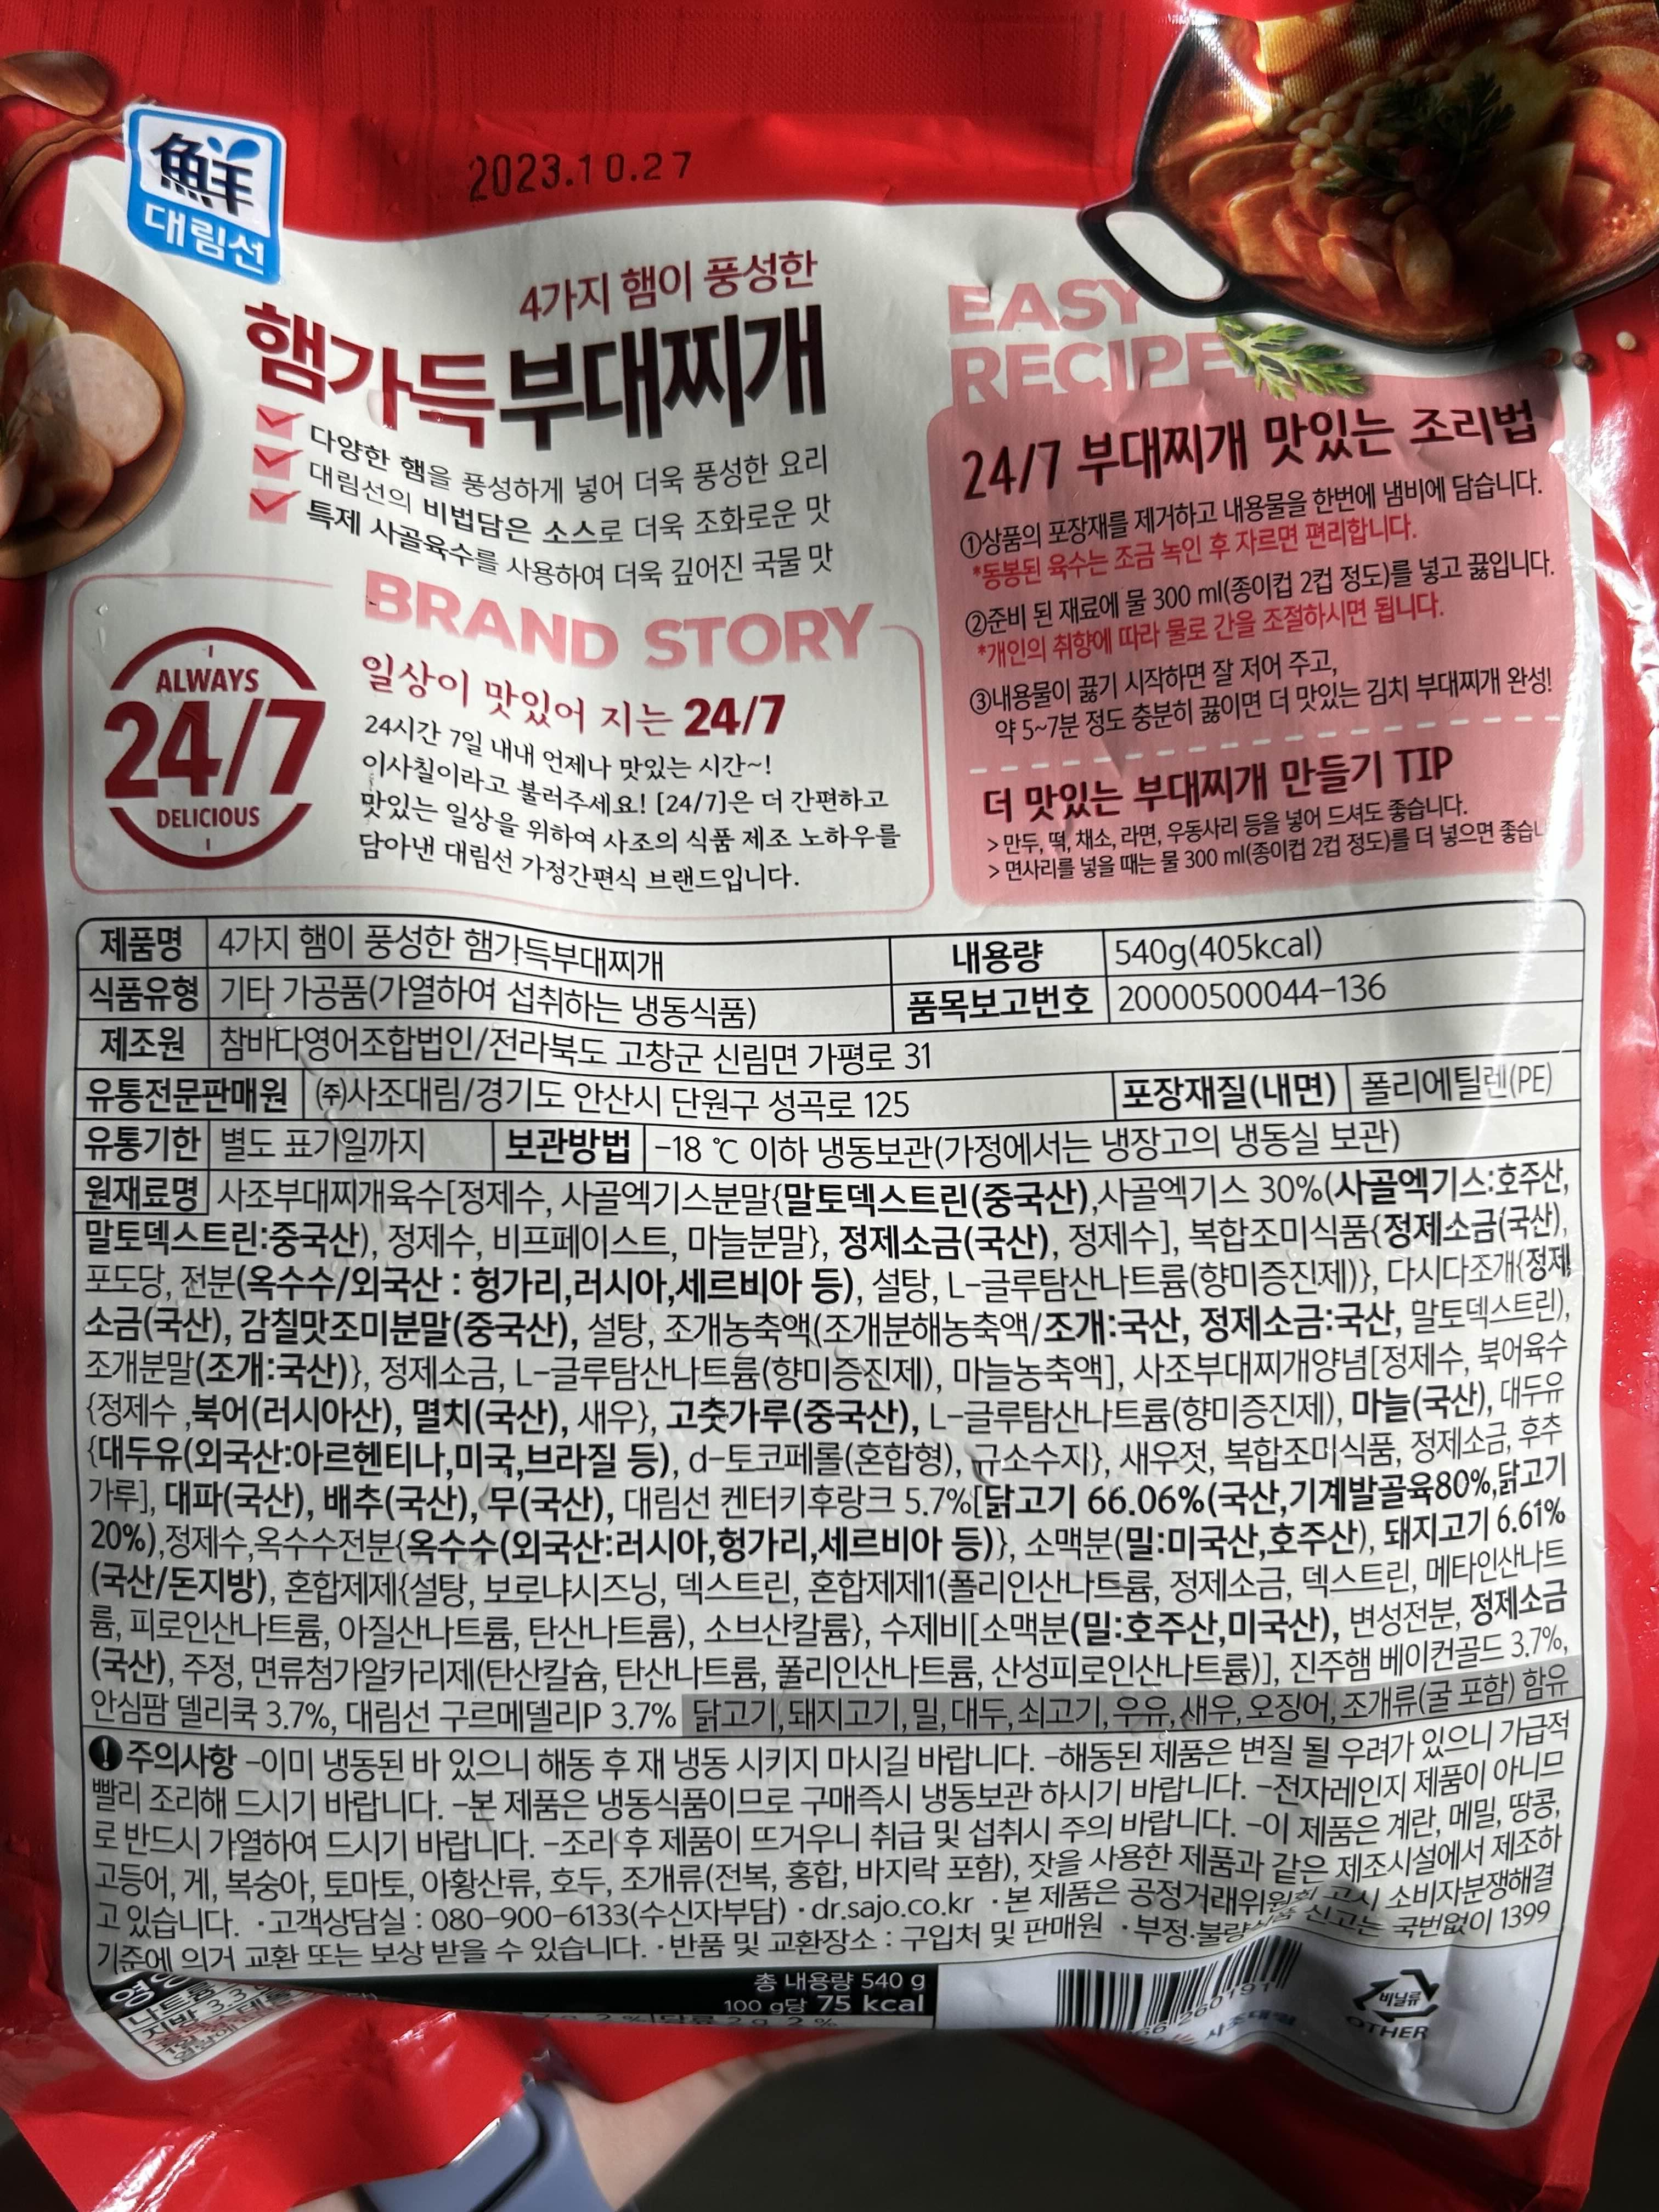 鮮
대림선
2023.10.27
4가지 햄이 풍성한
햄가득부대찌개
다양한 햄을 풍성하게 넣어 더욱 풍성한 요리
대림선의 비법담은 소스로 더욱 조화로운 맛
특제 사골육수를 사용하여 더욱 깊어진 국물 맛
BRAND STORY
ALWAYS
24/7
DELICIOUS
일상이 맛있어 지는 24/7
24시간 7일 내내 언제나 맛있는 시간~!
이사칠이라고 불러주세요! [24/7]은 더 간편하고
맛있는 일상을 위하여 사조의 식품 제조 노하우를
담아낸 대림선 가정간편식 브랜드입니다.
EASY
RECIPE
24/7 부대찌개 맛있는 조리법
①상품의 포장재를 제거하고 내용물을 한번에 냄비에 담습니다.
*동봉된 육수는 조금 녹인 후 자르면 편리합니다.
②준비 된 재료에 물 300 ml(종이컵 2컵 정도)를 넣고 끓입니다.
*개인의 취향에 따라 물로 간을 조절하시면 됩니다.
③내용물이 끓기 시작하면 잘 저어 주고,
약 5~7분 정도 충분히 끓이면 더 맛있는 김치 부대찌개 완성!
더 맛있는 부대찌개 만들기 TIP
> 만두, 떡, 채소, 라면, 우동사리 등을 넣어 드셔도 좋습니다.
> 면사리를 넣을 때는 물 300 ml(종이컵 2컵 정도)를 더 넣으면 좋습니
제품명 4가지 햄이 풍성한 햄가득부대찌개 내용량 540g(405kcal)
식품유형 기타 가공품(가열하여 섭취하는 냉동식품) 품목보고번호 20000500044-136
제조원 참바다영어조합법인/전라북도 고창군 신림면 가평로 31
유통전문판매원 ㈜사조대림/경기도 안산시 단원구 성곡로 125 포장재질(내면) 폴리에틸렌(PE)
유통기한 별도 표기일까지 보관방법 -18 ℃ 이하 냉동보관(가정에서는 냉장고의 냉동실 보관)
원재료명 사조부대찌개육수[정제수, 사골엑기스분말{말토덱스트린(중국산),사골엑기스 30%(사골엑기스:호주산,
말토덱스트린:중국산), 정제수, 비프페이스트, 마늘분말}, 정제소금(국산), 정제수], 복합조미식품{정제소금(국산),
포도당, 전분(옥수수/외국산 : 헝가리,러시아,세르비아 등), 설탕, L-글루탐산나트륨(향미증진제)}, 다시다조개{정제
소금(국산), 감칠맛조미분말(중국산), 설탕, 조개농축액(조개분해농축액/조개:국산, 정제소금:국산, 말토덱스트린),
조개분말(조개:국산)}, 정제소금, L-글루탐산나트륨(향미증진제), 마늘농축액], 사조부대찌개양념[정제수, 북어육수
{정제수 ,북어(러시아산), 멸치(국산), 새우}, 고춧가루(중국산), L-글루탐산나트륨(향미증진제), 마늘(국산), 대두유
{대두유(외국산:아르헨티나,미국,브라질 등), d-토코페롤(혼합형), 규소수지}, 새우젓, 복합조미식품, 정제소금, 후추
가루], 대파(국산), 배추(국산), 무(국산), 대림선 켄터키후랑크 5.7%[닭고기 66.06%(국산,기계발골육80%,닭고기
20%),정제수,옥수수전분{옥수수(외국산:러시아,헝가리,세르비아 등)}, 소맥분(밀:미국산,호주산), 돼지고기 6.61%
(국산/돈지방), 혼합제제{설탕, 보로냐시즈닝, 덱스트린, 혼합제제1(폴리인산나트륨, 정제소금, 덱스트린, 메타인산나트
륨, 피로인산나트륨, 아질산나트륨, 탄산나트륨), 소브산칼륨}, 수제비[소맥분(밀:호주산,미국산), 변성전분, 정제소금
(국산), 주정, 면류첨가알카리제(탄산칼슘, 탄산나트륨, 폴리인산나트륨, 산성피로인산나트륨)], 진주햄 베이컨골드 3.7%,
안심팜 델리쿡 3.7%, 대림선 구르메델리P 3.7% 닭고기, 돼지고기, 밀, 대두, 쇠고기, 우유, 새우, 오징어, 조개류(굴 포함) 함유
주의사항 -이미 냉동된 바 있으니 해동 후 재 냉동 시키지 마시길 바랍니다. -해동된 제품은 변질 될 우려가 있으니 가급적
빨리 조리해 드시기 바랍니다. -본 제품은 냉동식품이므로 구매즉시 냉동보관 하시기 바랍니다. -전자레인지 제품이 아니므
로 반드시 가열하여 드시기 바랍니다. -조리 후 제품이 뜨거우니 취급 및 섭취시 주의 바랍니다. -이 제품은 계란, 메밀, 땅콩,
고등어, 게, 복숭아, 토마토, 아황산류, 호두, 조개류(전복, 홍합, 바지락 포함), 잣을 사용한 제품과 같은 제조시설에서 제조하
고 있습니다. ·고객상담실 : 080-900-6133(수신자부담) ·dr.sajo.co.kr ·본 제품은 공정거래위원회 고시 소비자분쟁해결
기준에 의거 교환 또는 보상 받을 수 있습니다. ·반품 및 교환장소 : 구입처 및 판매원 ·부정·불량식품 신고는 국번없이 1399
총 내용량 540 g
100 g당 75 kcal
나트륨
지방 3.3
당류 2 g 2 %
사조대림
비닐류
OTHER